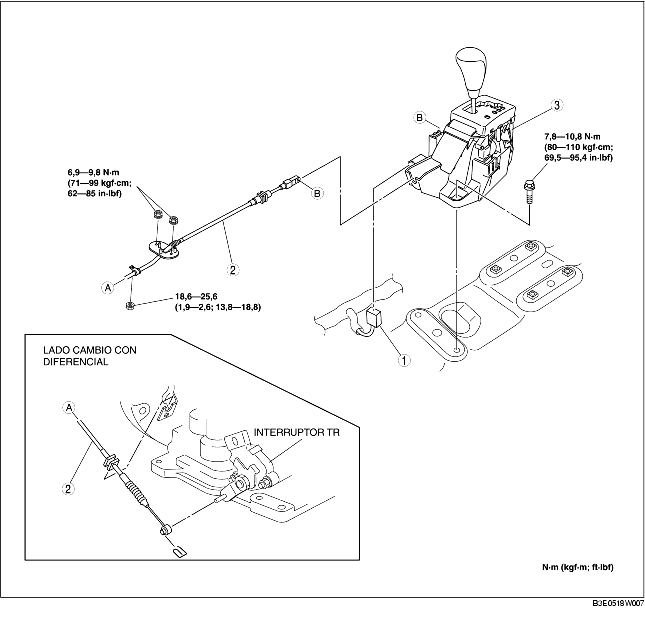 B
3
7,8—10,8 N·m
(80—110 kgf·cm;
69,5—95,4 in·lbf)
6,9—9,8 N·m
(71—99 kgf·cm;
62—85 in·lbf)
B
2
A
18,6—25,6
(1,9—2,6; 13,8—18,8)
1
LADO CAMBIO CON
DIFERENCIAL
A
INTERRUPTOR TR
2
N·m (kgf·m; ft·lbf)
B3E0518W007